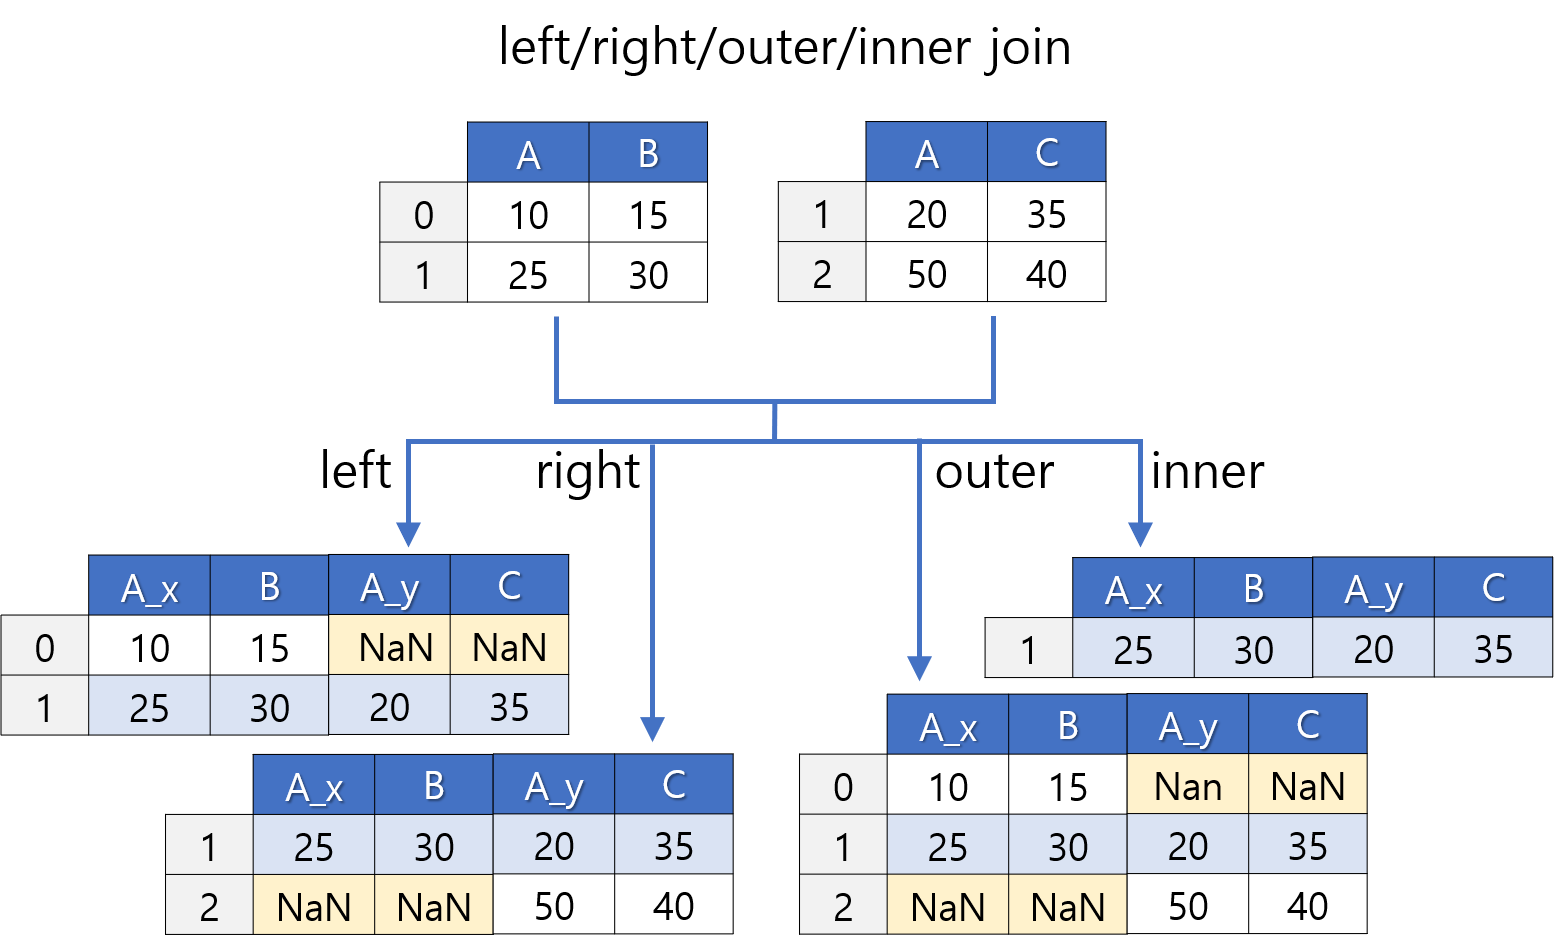 left/right/outer/inner join
A B
0 10 15
1 25 30
A C
1 20 35
2 50 40
left
right
outer
inner
A_x B A_y C
0 10 15 NaN NaN
1 25 30 20 35
A_x B A_y C
1 25 30 20 35
2 NaN NaN 50 40
A_x B A_y C
0 10 15 Nan NaN
1 25 30 20 35
2 NaN NaN 50 40
A_x B A_y C
1 25 30 20 35